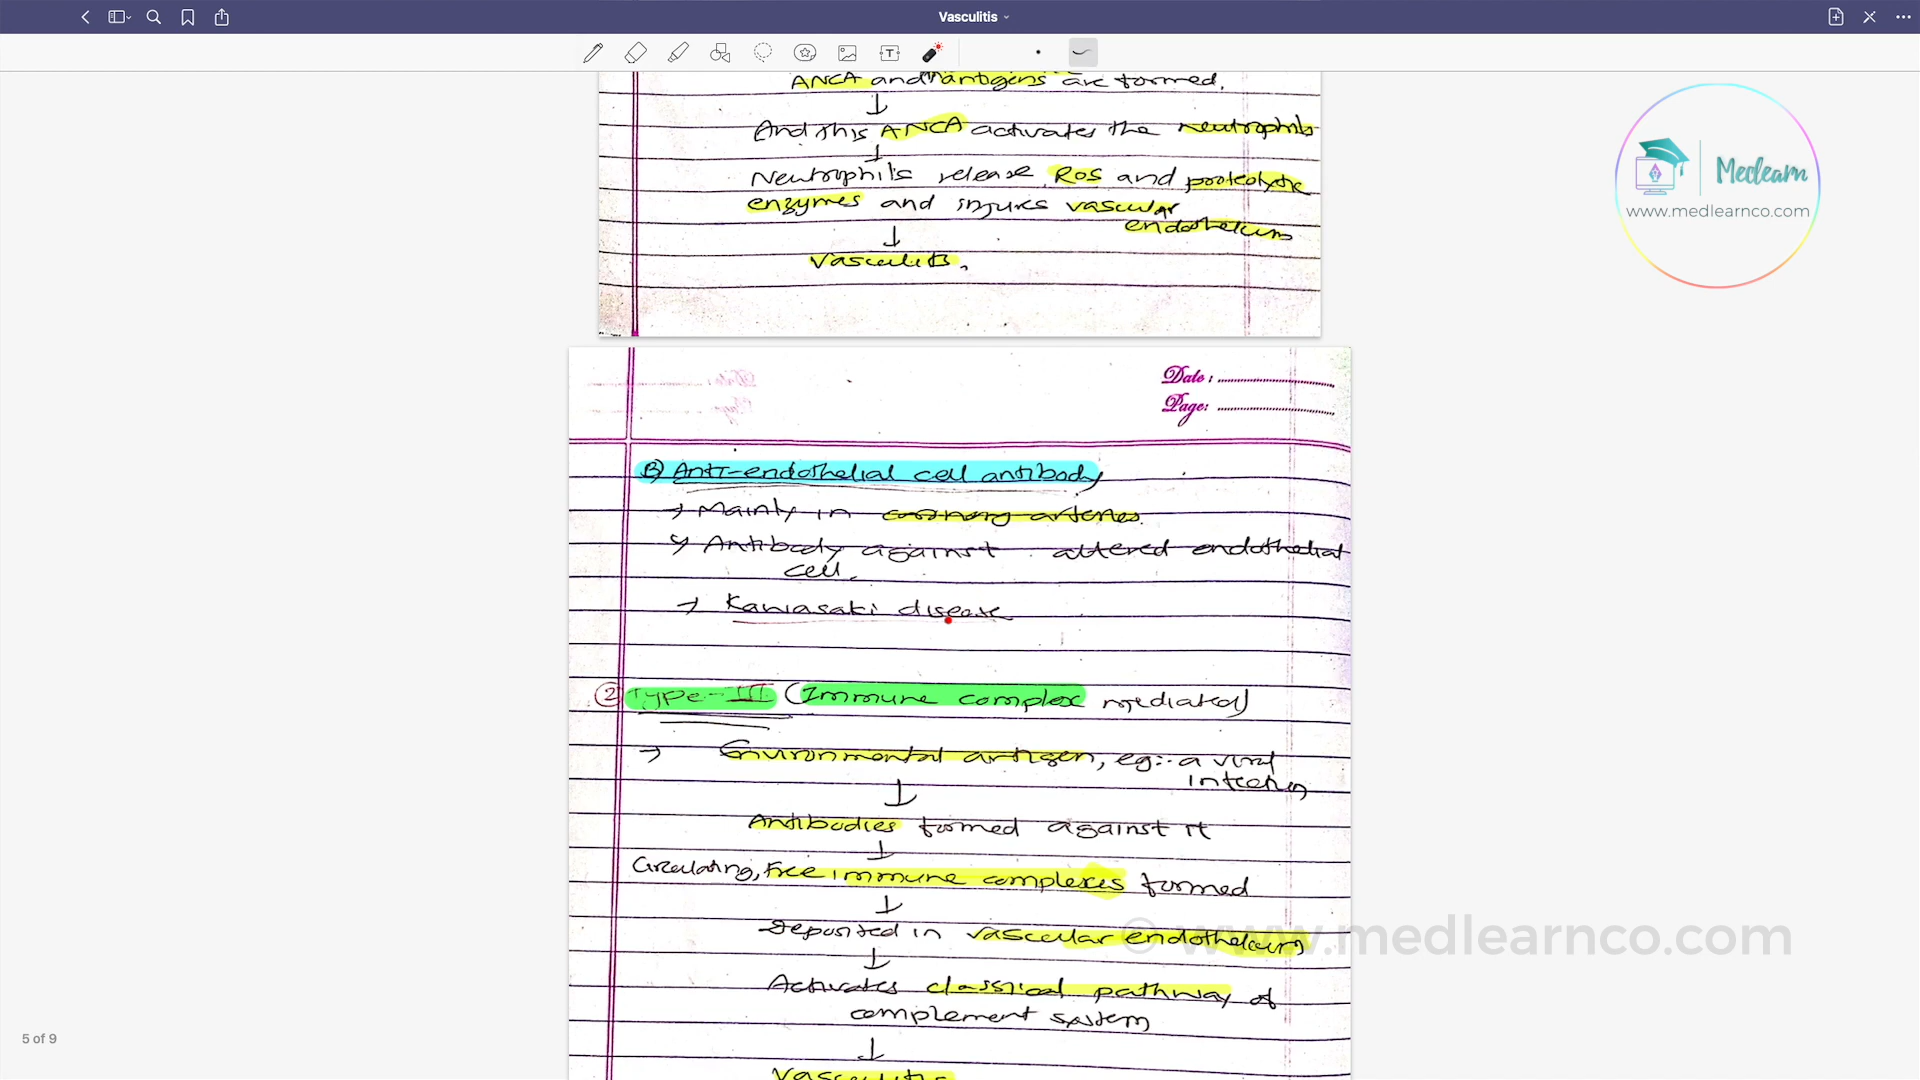 Vasculitis
ANCA and antigens are formed.
And this ANCA activates the Neutrophils
Neutrophils release ROS and proteolytic
enzymes and injures vascular
endothelium
Vasculitis.
Medlearn
www.medlearnco.com
Date :
Page:
B) Anti-endothelial cell antibody
→ Mainly in coronary arteries.
→ Antibody against altered endothelial
cell.
→ Kawasaki disease
② Type-III (Immune complex mediated)
→ Environmental antigen, eg:- a viral
infection
↓
Antibodies formed against it
↓
Circulating, Free immune complexes formed
↓
Deposited in vascular endothelium
↓
Activates classical pathway of
complement system
↓
Vasculitis
© www.medlearnco.com
5 of 9